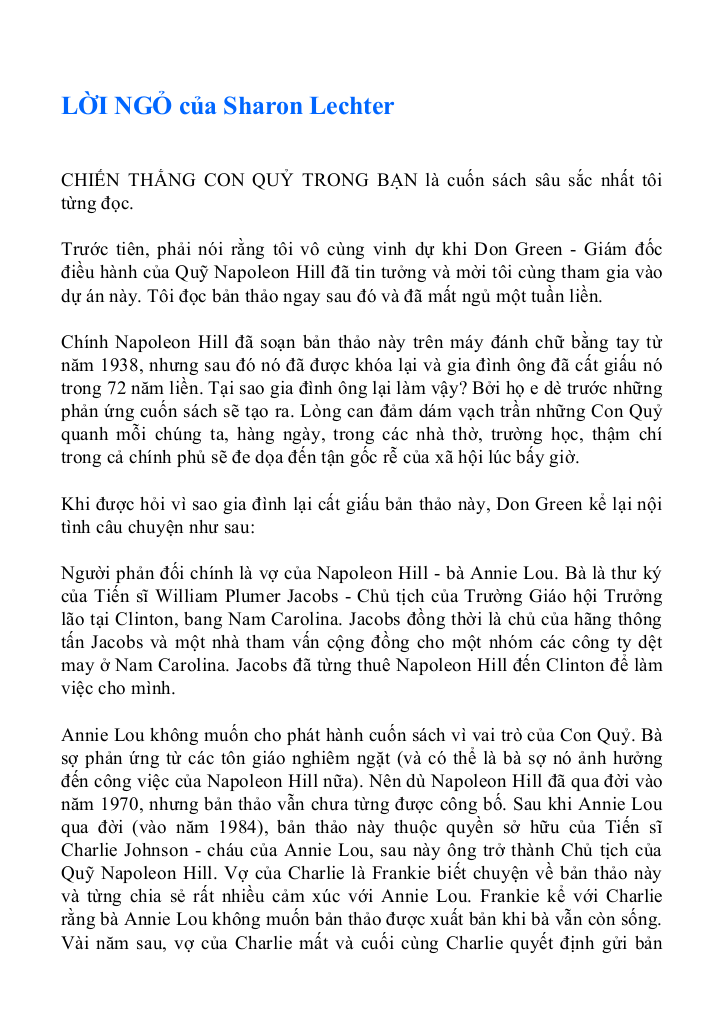 LỜI NGỎ của Sharon Lechter
CHIẾN THẮNG CON QUỶ TRONG BẠN là cuốn sách sâu sắc nhất tôi
từng đọc.
Trước tiên, phải nói rằng tôi vô cùng vinh dự khi Don Green - Giám đốc
điều hành của Quỹ Napoleon Hill đã tin tưởng và mời tôi cùng tham gia vào
dự án này. Tôi đọc bản thảo ngay sau đó và đã mất ngủ một tuần liền.
Chính Napoleon Hill đã soạn bản thảo này trên máy đánh chữ bằng tay từ
năm 1938, nhưng sau đó nó đã được khóa lại và gia đình ông đã cất giấu nó
trong 72 năm liền. Tại sao gia đình ông lại làm vậy? Bởi họ e dè trước những
phản ứng cuốn sách sẽ tạo ra. Lòng can đảm dám vạch trần những Con Quỷ
quanh mỗi chúng ta, hàng ngày, trong các nhà thờ, trường học, thậm chí
trong cả chính phủ sẽ đe dọa đến tận gốc rễ của xã hội lúc bấy giờ.
Khi được hỏi vì sao gia đình lại cất giấu bản thảo này, Don Green kể lại nội
tình câu chuyện như sau:
Người phản đối chính là vợ của Napoleon Hill - bà Annie Lou. Bà là thư ký
của Tiến sĩ William Plumer Jacobs - Chủ tịch của Trường Giáo hội Trưởng
lão tại Clinton, bang Nam Carolina. Jacobs đồng thời là chủ của hãng thông
tấn Jacobs và một nhà tham vấn cộng đồng cho một nhóm các công ty dệt
may ở Nam Carolina. Jacobs đã từng thuê Napoleon Hill đến Clinton để làm
việc cho mình.
Annie Lou không muốn cho phát hành cuốn sách vì vai trò của Con Quỷ. Bà
sợ phản ứng từ các tôn giáo nghiêm ngặt (và có thể là bà sợ nó ảnh hưởng
đến công việc của Napoleon Hill nữa). Nên dù Napoleon Hill đã qua đời vào
năm 1970, nhưng bản thảo vẫn chưa từng được công bố. Sau khi Annie Lou
qua đời (vào năm 1984), bản thảo này thuộc quyền sở hữu của Tiến sĩ
Charlie Johnson - cháu của Annie Lou, sau này ông trở thành Chủ tịch của
Quỹ Napoleon Hill. Vợ của Charlie là Frankie biết chuyện về bản thảo này
và từng chia sẻ rất nhiều cảm xúc với Annie Lou. Frankie kể với Charlie
rằng bà Annie Lou không muốn bản thảo được xuất bản khi bà vẫn còn sống.
Vài năm sau, vợ của Charlie mất và cuối cùng Charlie quyết định gửi bản